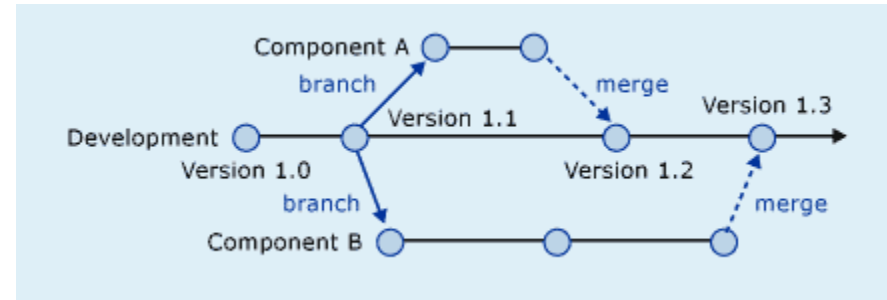 Component A
branch
merge
Version 1.3
Version 1.1
Development
Version 1.0
Version 1.2
branch
merge
Component B